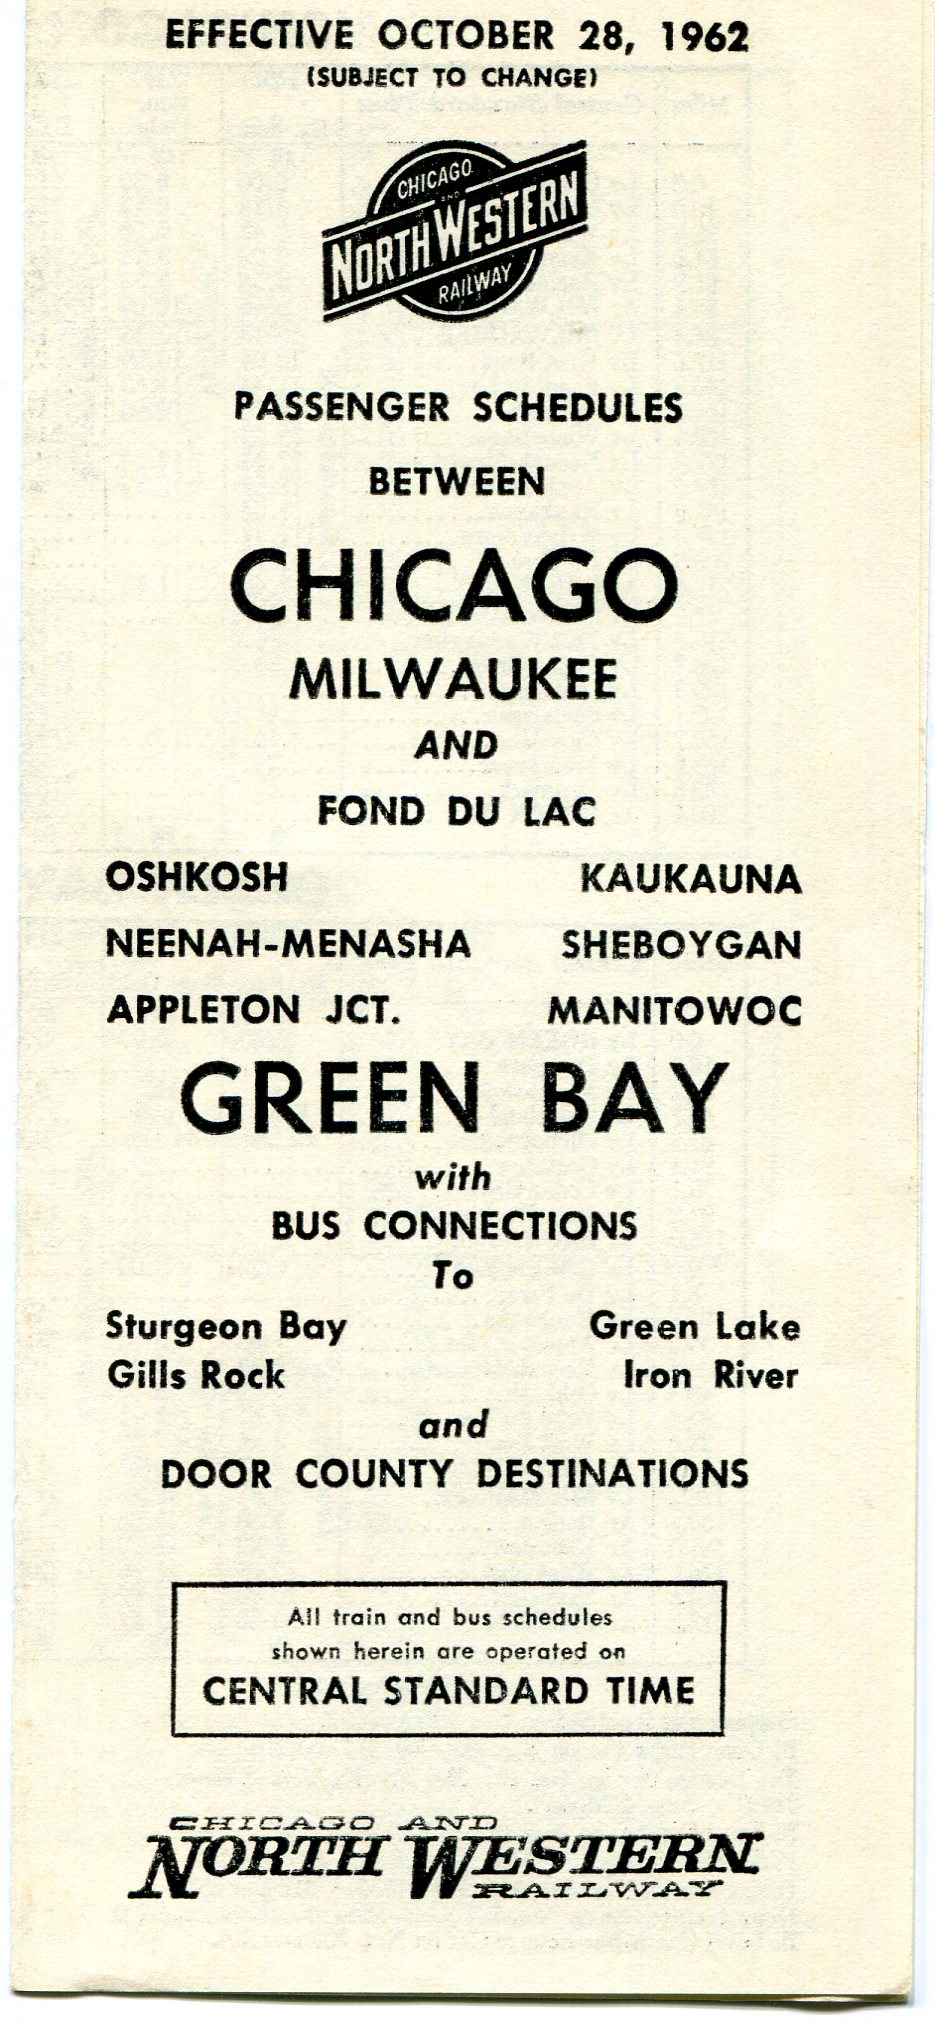 EFFECTIVE OCTOBER 28, 1962
(SUBJECT TO CHANGE)
CHICAGO
AND
NORTH WESTERN
RAILWAY
PASSENGER SCHEDULES
BETWEEN
CHICAGO
MILWAUKEE
AND
FOND DU LAC
OSHKOSH KAUKAUNA
NEENAH-MENASHA SHEBOYGAN
APPLETON JCT. MANITOWOC
GREEN BAY
with
BUS CONNECTIONS
To
Sturgeon Bay Green Lake
Gills Rock Iron River
and
DOOR COUNTY DESTINATIONS
All train and bus schedules
shown herein are operated on
CENTRAL STANDARD TIME
CHICAGO AND
NORTH WESTERN
RAILWAY